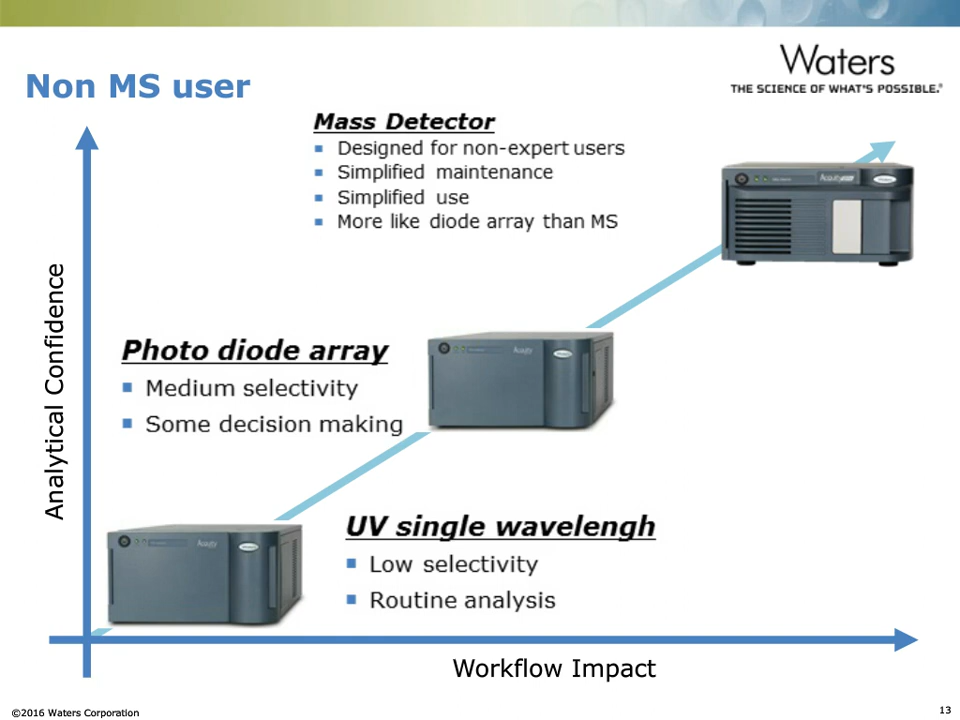 Non MS user
Waters
THE SCIENCE OF WHAT'S POSSIBLE.®
Mass Detector
Designed for non-expert users
Simplified maintenance
Simplified use
More like diode array than MS
Analytical Confidence
Photo diode array
Medium selectivity
Some decision making
UV single wavelengh
Low selectivity
Routine analysis
Workflow Impact
©2016 Waters Corporation
13